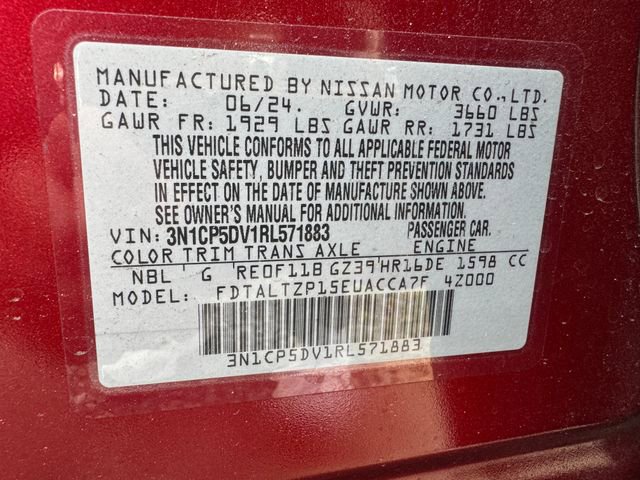 MANUFACTURED BY NISSAN MOTOR CO., LTD.
DATE: 06/24. GVWR: 3660 LBS
GAWR FR: 1929 LBS GAWR RR: 1731 LBS
THIS VEHICLE CONFORMS TO ALL APPLICABLE FEDERAL MOTOR
VEHICLE SAFETY, BUMPER AND THEFT PREVENTION STANDARDS
IN EFFECT ON THE DATE OF MANUFACTURE SHOWN ABOVE.
SEE OWNER'S MANUAL FOR ADDITIONAL INFORMATION.
VIN: 3N1CP5DV1RL571883 PASSENGER CAR.
COLOR TRIM TRANS AXLE ENGINE
NBL G RE0F11B GZ39 HR16DE 1598 CC
MODEL: FDTALTZP15EUACCA7F 4Z000
3N1CP5DV1RL571883